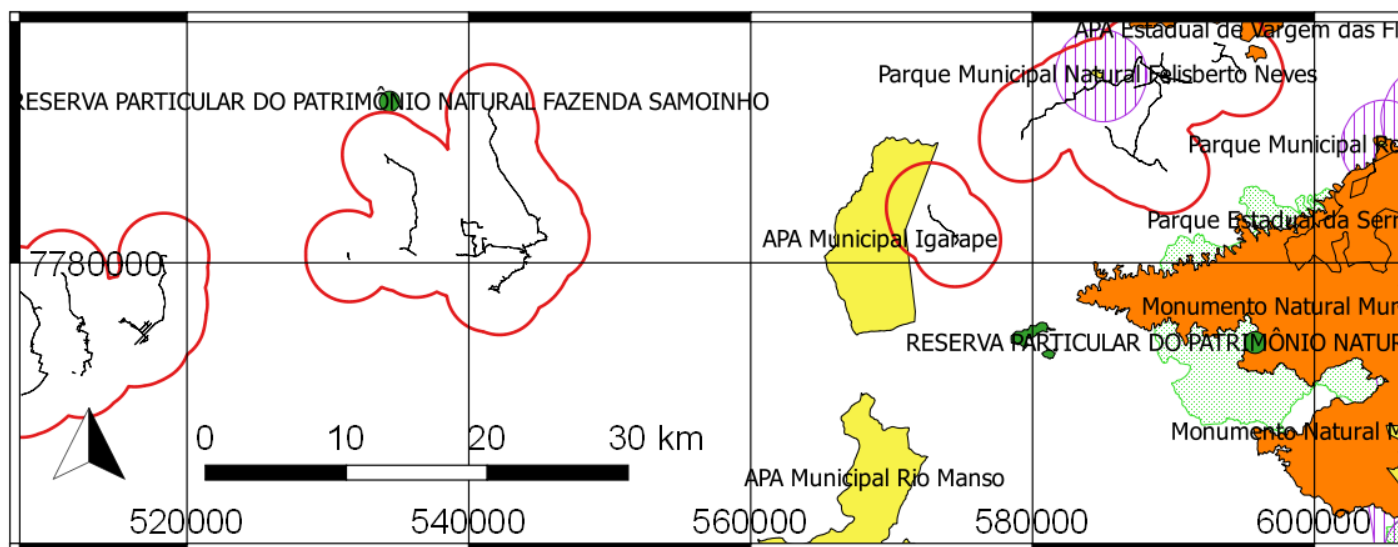 APA Estadual de Vargem das Fl
Parque Municipal Natural Felisberto Neves
RESERVA PARTICULAR DO PATRIMÔNIO NATURAL FAZENDA SAMOINHO
Parque Municipal Ro
Parque Estadual da Serr
APA Municipal Igarape
7780000
Monumento Natural Mun
RESERVA PARTICULAR DO PATRIMÔNIO NATUR
Monumento Natural M
0 10 20 30 km
APA Municipal Rio Manso
520000 540000 560000 580000 600000